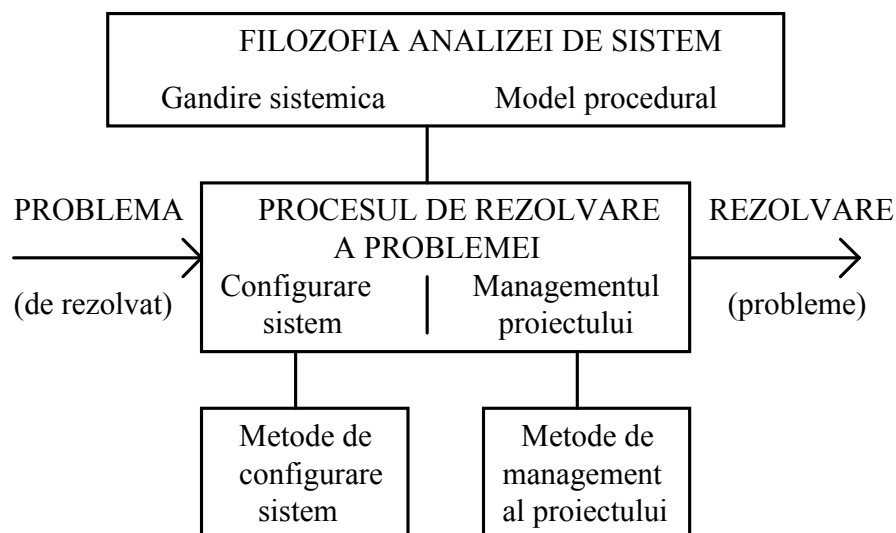 FILOZOFIA ANALIZEI DE SISTEM
Gandire sistemica Model procedural
PROBLEMA
(de rezolvat)
PROCESUL DE REZOLVARE
A PROBLEMEI
Configurare
sistem
Managementul
proiectului
REZOLVARE
(probleme)
Metode de
configurare
sistem
Metode de
management
al proiectului